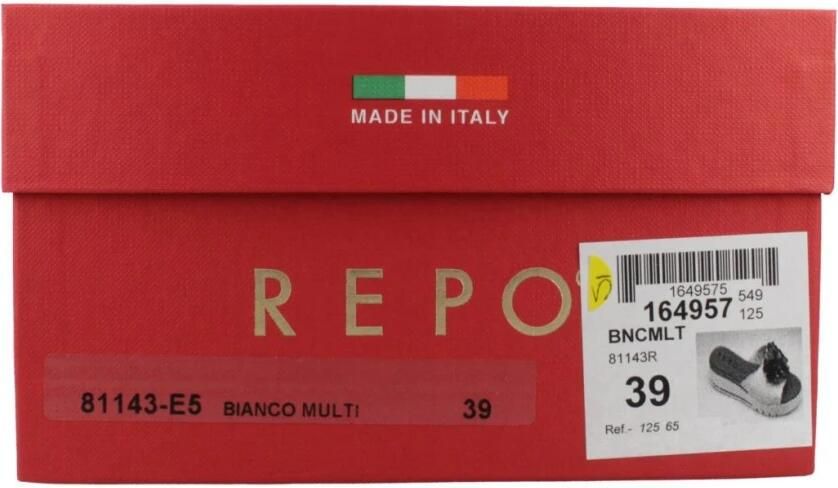 MADE IN ITALY
REPO
81143-E5 BIANCO MULTI 39
1649575
549
164957
125
BNCMLT
81143R
39
Ref.- 125 65